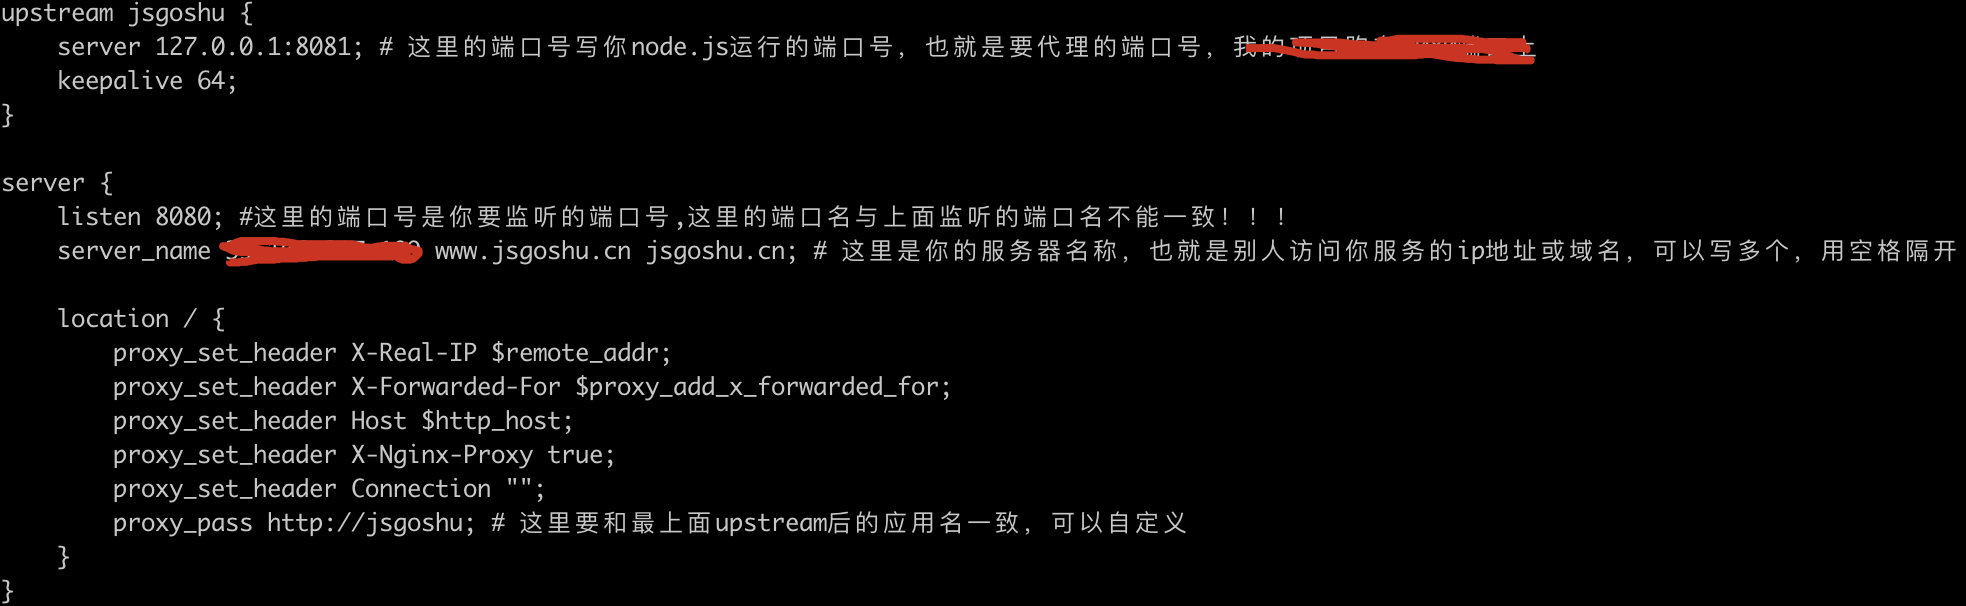 upstream jsgoshu {
    server 127.0.0.1:8081; # 这里的端口号写你node.js运行的端口号，也就是要代理的端口号，我的
    keepalive 64;
}
server {
    listen 8080; #这里的端口号是你要监听的端口号,这里的端口名与上面监听的端口名不能一致！！！
    server_name www.jsgoshu.cn jsgoshu.cn; # 这里是你的服务器名称，也就是别人访问你服务的ip地址或域名，可以写多个，用空格隔开
    location / {
        proxy_set_header X-Real-IP $remote_addr;
        proxy_set_header X-Forwarded-For $proxy_add_x_forwarded_for;
        proxy_set_header Host $http_host;
        proxy_set_header X-Nginx-Proxy true;
        proxy_set_header Connection "";
        proxy_pass http://jsgoshu; # 这里要和最上面upstream后的应用名一致，可以自定义
    }
}